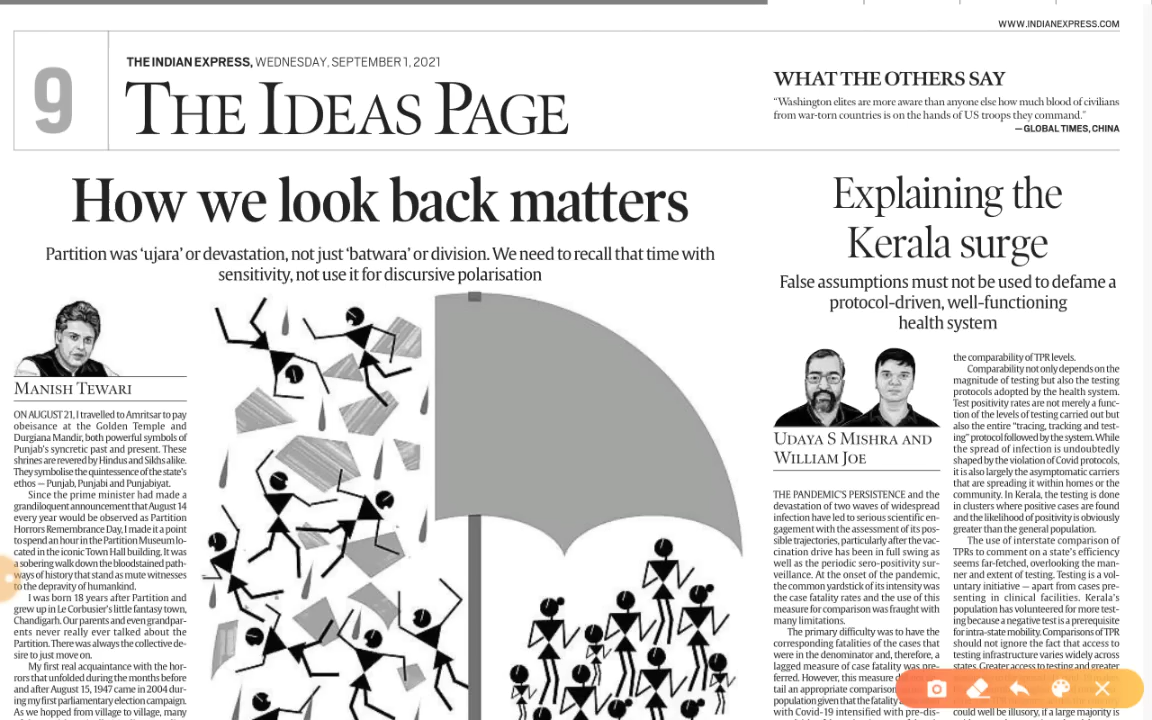 WWW.INDIANEXPRESS.COM
9
THE INDIAN EXPRESS, WEDNESDAY, SEPTEMBER 1, 2021
THE IDEAS PAGE
WHAT THE OTHERS SAY
“Washington elites are more aware than anyone else how much blood of civilians
from war-torn countries is on the hands of US troops they command.”
— GLOBAL TIMES, CHINA
How we look back matters
Partition was ‘ujara’ or devastation, not just ‘batwara’ or division. We need to recall that time with
sensitivity, not use it for discursive polarisation
MANISH TEWARI
ON AUGUST 21, I travelled to Amritsar to pay
obeisance at the Golden Temple and
Durgiana Mandir, both powerful symbols of
Punjab’s syncretic past and present. These
shrines are revered by Hindus and Sikhs alike.
They symbolise the quintessence of the state’s
ethos — Punjab, Punjabi and Punjabiyat.
Since the prime minister had made a
grandiloquent announcement that August 14
every year would be observed as Partition
Horrors Remembrance Day, I made it a point
to spend an hour in the Partition Museum lo-
cated in the iconic Town Hall building. It was
a sobering walk down the bloodstained path-
ways of history that stand as mute witnesses
to the depravity of humankind.
I was born 18 years after Partition and
grew up in Le Corbusier’s little fantasy town,
Chandigarh. Our parents and even grandpar-
ents never really ever talked about the
Partition. There was always the collective de-
sire to just move on.
My first real acquaintance with the hor-
rors that unfolded during the months before
and after August 15, 1947 came in 2004 dur-
ing my first parliamentary election campaign.
As we hopped from village to village, many
Explaining the
Kerala surge
False assumptions must not be used to defame a
protocol-driven, well-functioning
health system
UDAYA S MISHRA AND
WILLIAM JOE
THE PANDEMIC’S PERSISTENCE and the
devastation of two waves of widespread
infection have led to serious scientific en-
gagement with the assessment of its pos-
sible trajectories, particularly after the vac-
cination drive has been in full swing as
well as the periodic sero-positivity sur-
veillance. At the onset of the pandemic,
the common yardstick of its intensity was
the case fatality rates and the use of this
measure for comparison was fraught with
many limitations.
The primary difficulty was to have the
corresponding fatalities of the cases that
were in the denominator and, therefore, a
lagged measure of case fatality was pre-
ferred. However, this measure
tail an appropriate comparison
population given that the fatality
with Covid-19 intensified with pre-dis-
the comparability of TPR levels.
Comparability not only depends on the
magnitude of testing but also the testing
protocols adopted by the health system.
Test positivity rates are not merely a func-
tion of the levels of testing carried out but
also the entire “tracing, tracking and test-
ing” protocol followed by the system. While
the spread of infection is undoubtedly
shaped by the violation of Covid protocols,
it is also largely the asymptomatic carriers
that are spreading it within homes or the
community. In Kerala, the testing is done
in clusters where positive cases are found
and the likelihood of positivity is obviously
greater than the general population.
The use of interstate comparison of
TPRs to comment on a state’s efficiency
seems far-fetched, overlooking the man-
ner and extent of testing. Testing is a vol-
untary initiative — apart from cases pre-
senting in clinical facilities. Kerala’s
population has volunteered for more test-
ing because a negative test is a prerequisite
for intra-state mobility. Comparisons of TPR
should not ignore the fact that access to
testing infrastructure varies widely across
states. Greater access to testing and greater
could well be illusory, if a large majority is